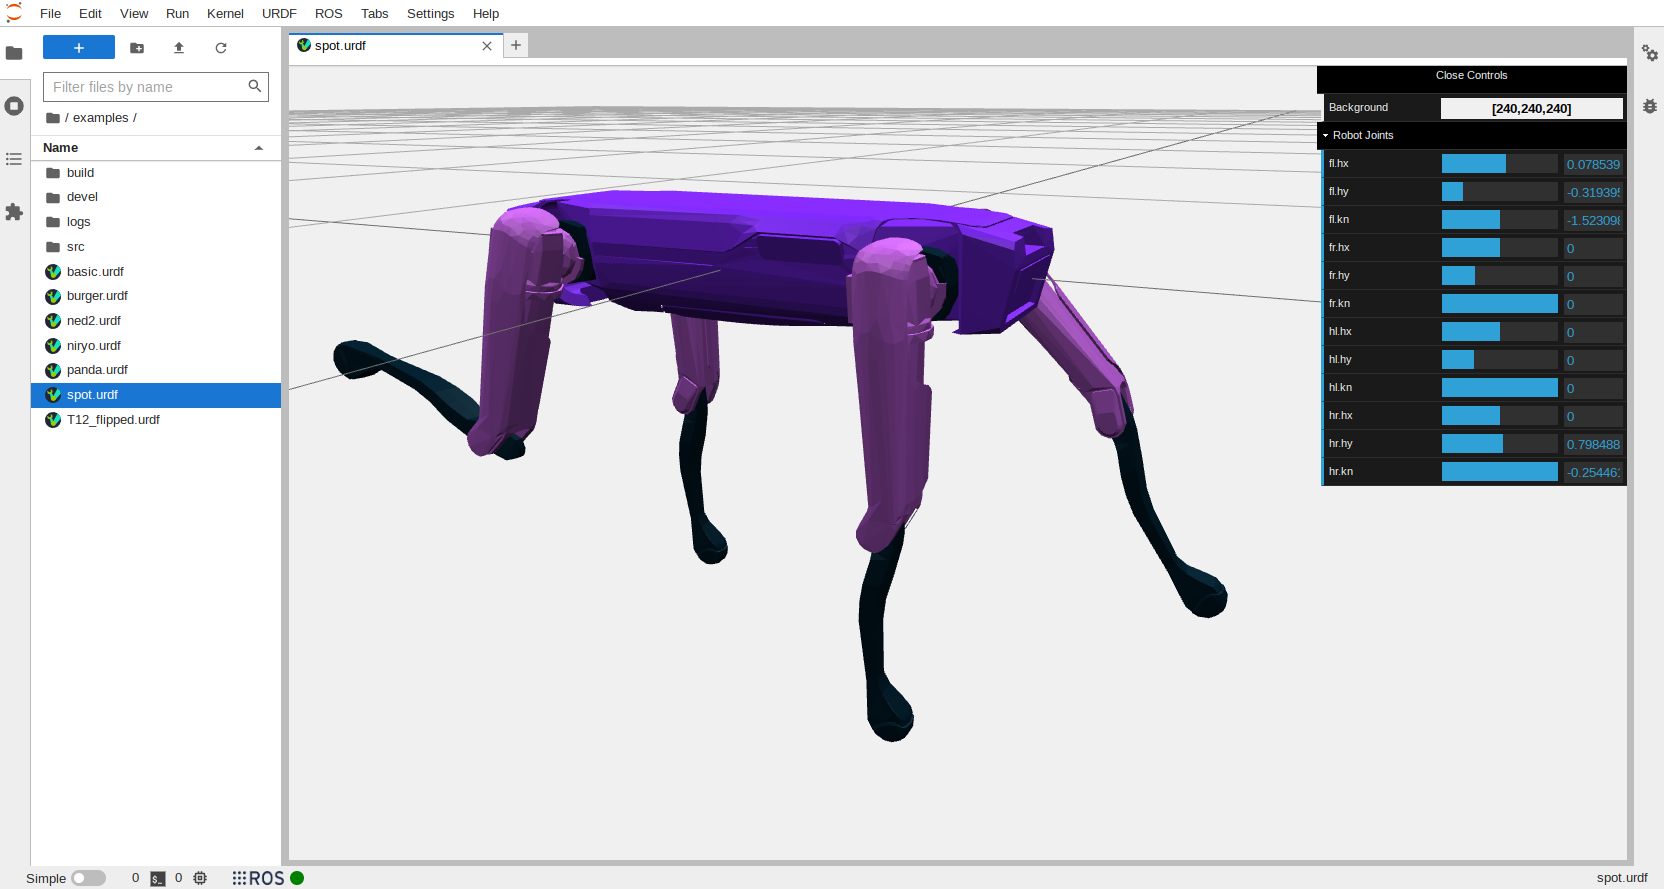 File Edit View Run Kernel URDF ROS Tabs Settings Help
+
Filter files by name
/ examples /
Name
build
devel
logs
src
basic.urdf
burger.urdf
ned2.urdf
niryo.urdf
panda.urdf
spot.urdf
T12_flipped.urdf
spot.urdf
Close Controls
Background [240,240,240]
Robot Joints
fl.hx 0.078539
fl.hy -0.31939
fl.kn -1.52309
fr.hx 0
fr.hy 0
fr.kn 0
hl.hx 0
hl.hy 0
hl.kn 0
hr.hx 0
hr.hy 0.798488
hr.kn -0.25446
Simple 0 $_ 0 ROS
spot.urdf